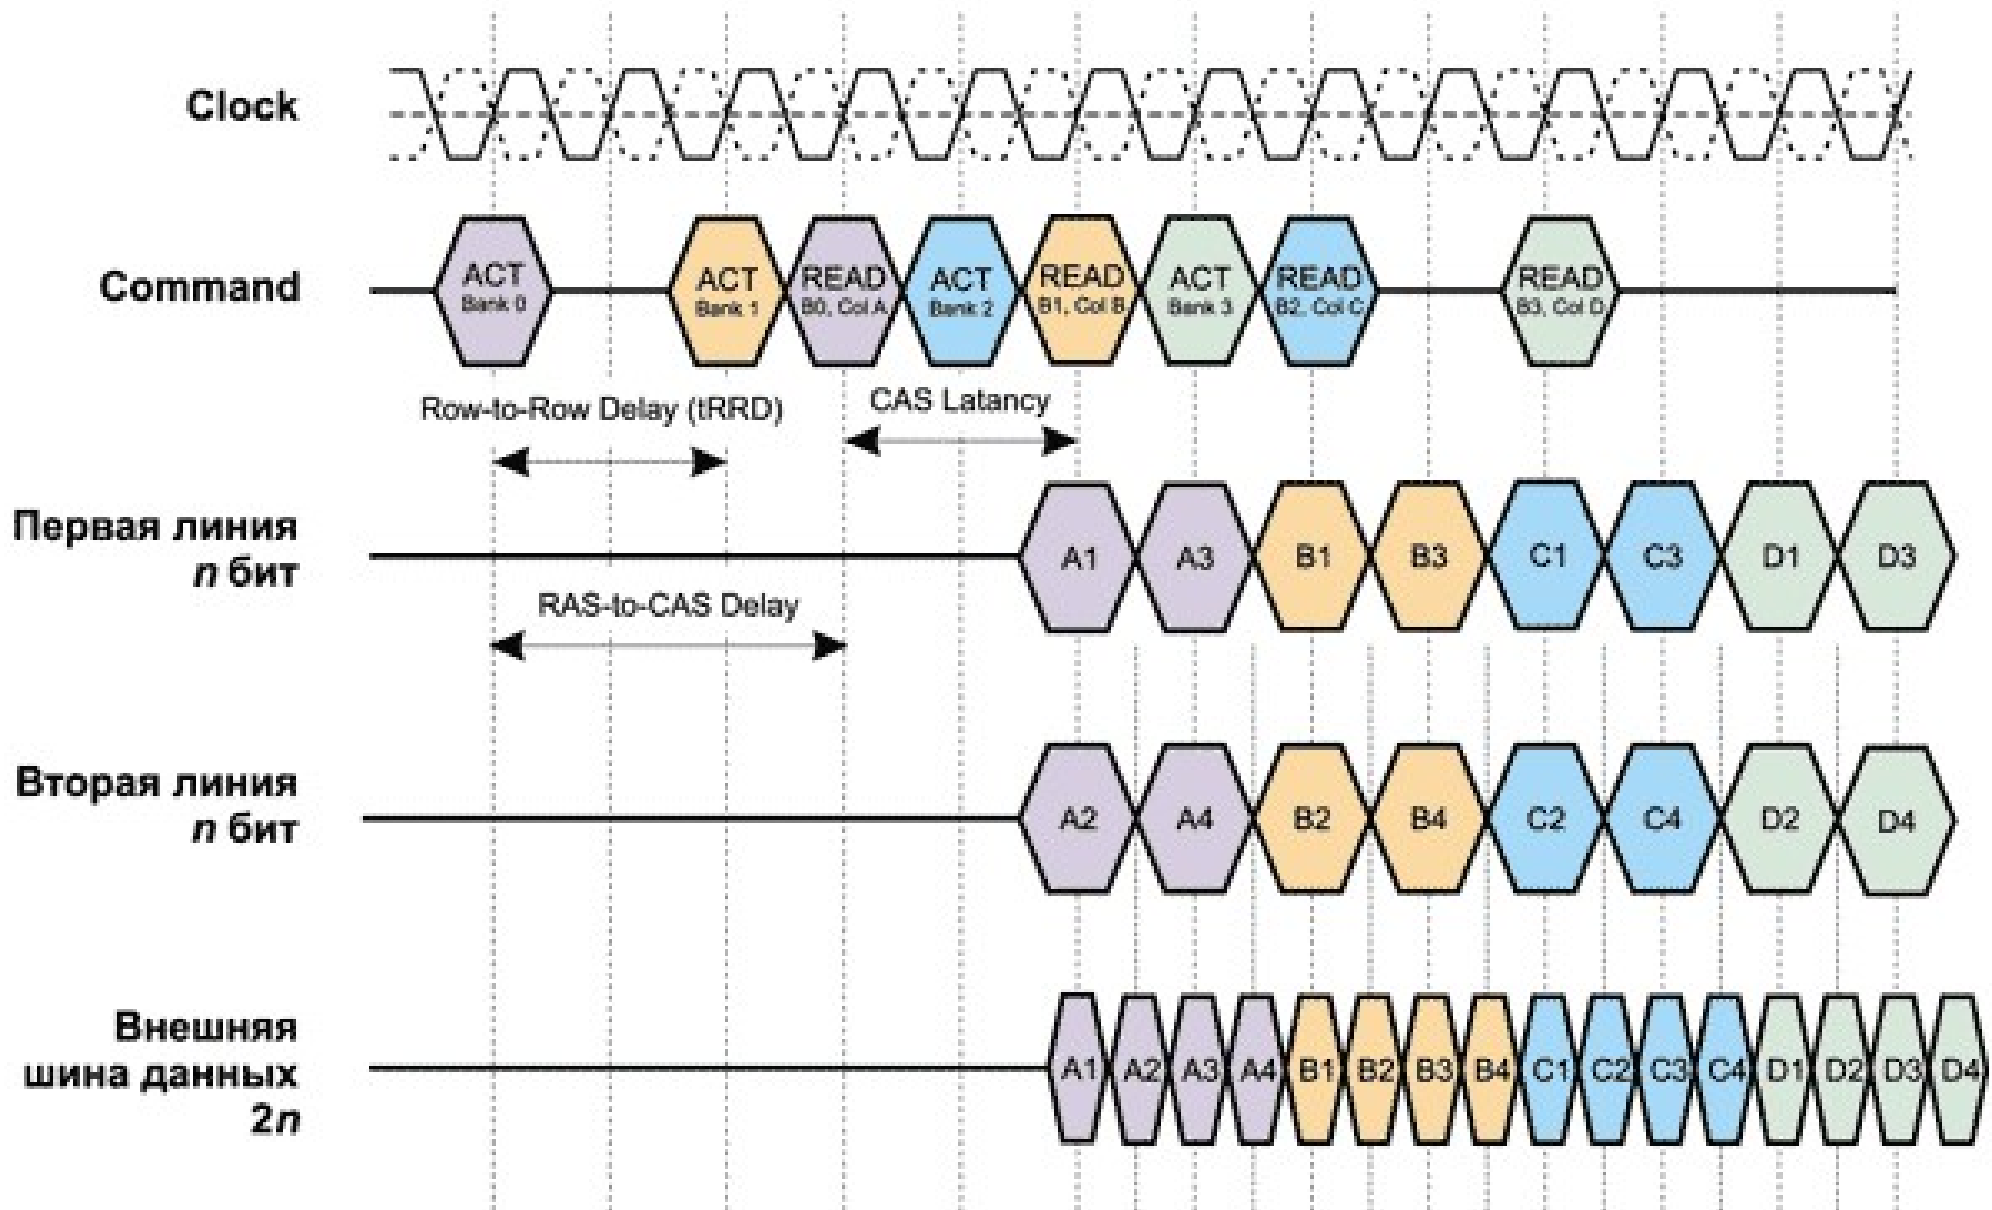 Clock
Command
ACT
Bank 0
ACT
Bank 1
READ
B0, Col A
ACT
Bank 2
READ
B1, Col B
ACT
Bank 3
READ
B2, Col C
READ
B3, Col D
Row-to-Row Delay (tRRD)
CAS Latancy
Первая линия
n бит
A1
A3
B1
B3
C1
C3
D1
D3
RAS-to-CAS Delay
Вторая линия
n бит
A2
A4
B2
B4
C2
C4
D2
D4
Внешняя
шина данных
2n
A1
A2
A3
A4
B1
B2
B3
B4
C1
C2
C3
C4
D1
D2
D3
D4